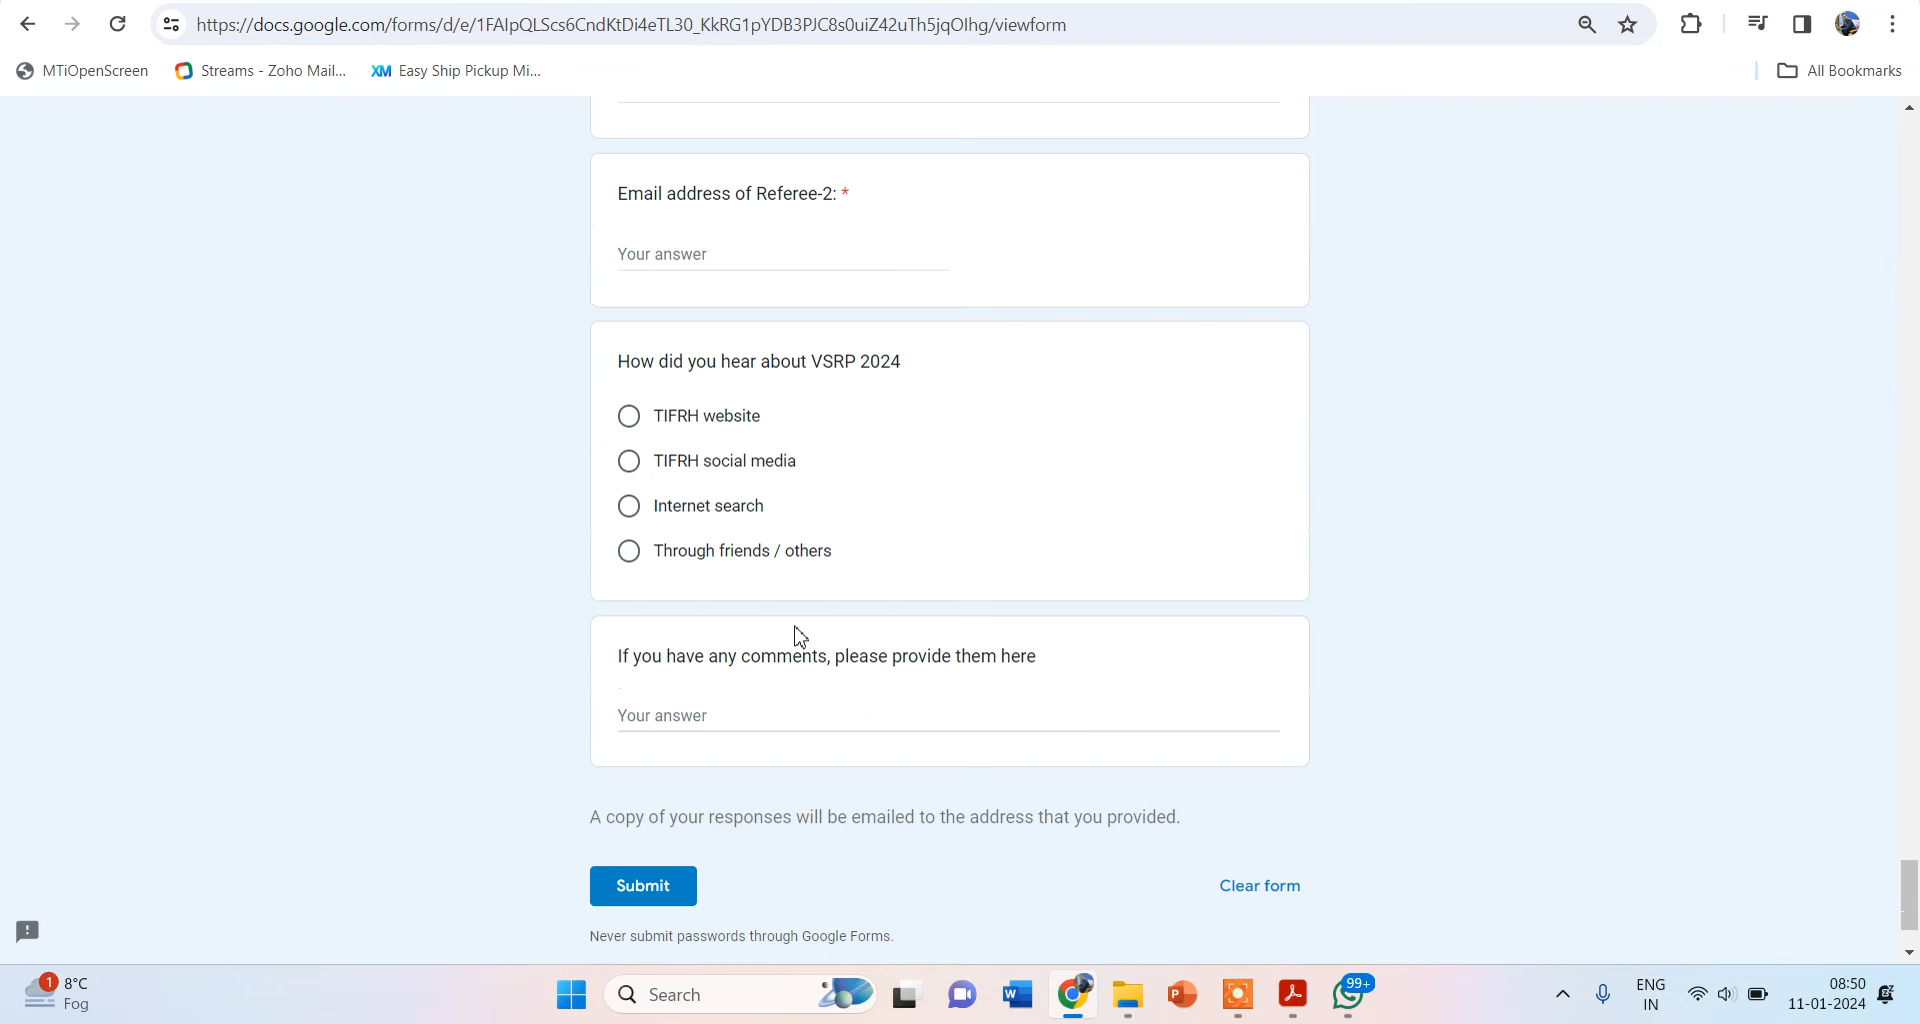 https://docs.google.com/forms/d/e/1FAIpQLScs6CndKtDi4eTL30_KkRG1pYDB3PJC8s0uiZ42uTh5jqOlhg/viewform
MTiOpenScreen
Streams - Zoho Mail...
XM Easy Ship Pickup Mi...
All Bookmarks
Email address of Referee-2: *
Your answer
How did you hear about VSRP 2024
TIFRH website
TIFRH social media
Internet search
Through friends / others
If you have any comments, please provide them here
Your answer
A copy of your responses will be emailed to the address that you provided.
Submit
Clear form
Never submit passwords through Google Forms.
1
8°C
Fog
Search
W
P
99+
ENG
IN
08:50
11-01-2024